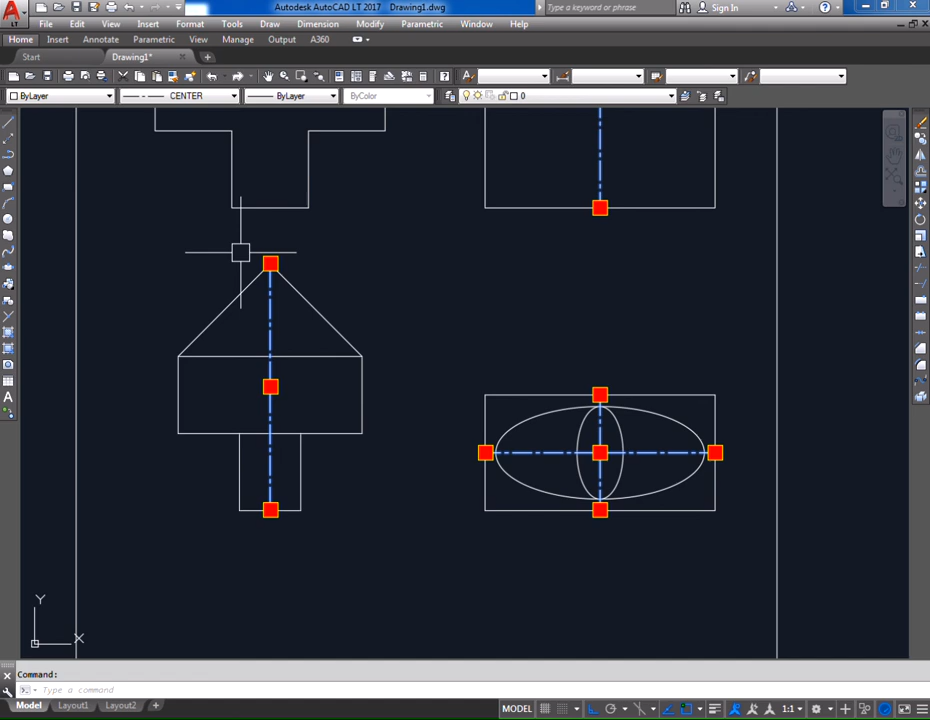 Autodesk AutoCAD LT 2017   Drawing1.dwg
Type a keyword or phrase
Sign In
LT
File Edit View Insert Format Tools Draw Dimension Parametric Window Help
Home Insert Annotate Parametric View Manage Output A360
Start Drawing1*
ByLayer CENTER ByLayer ByColor 0
Y
X
Command:
Type a command
Model Layout1 Layout2 +
MODEL 1:1